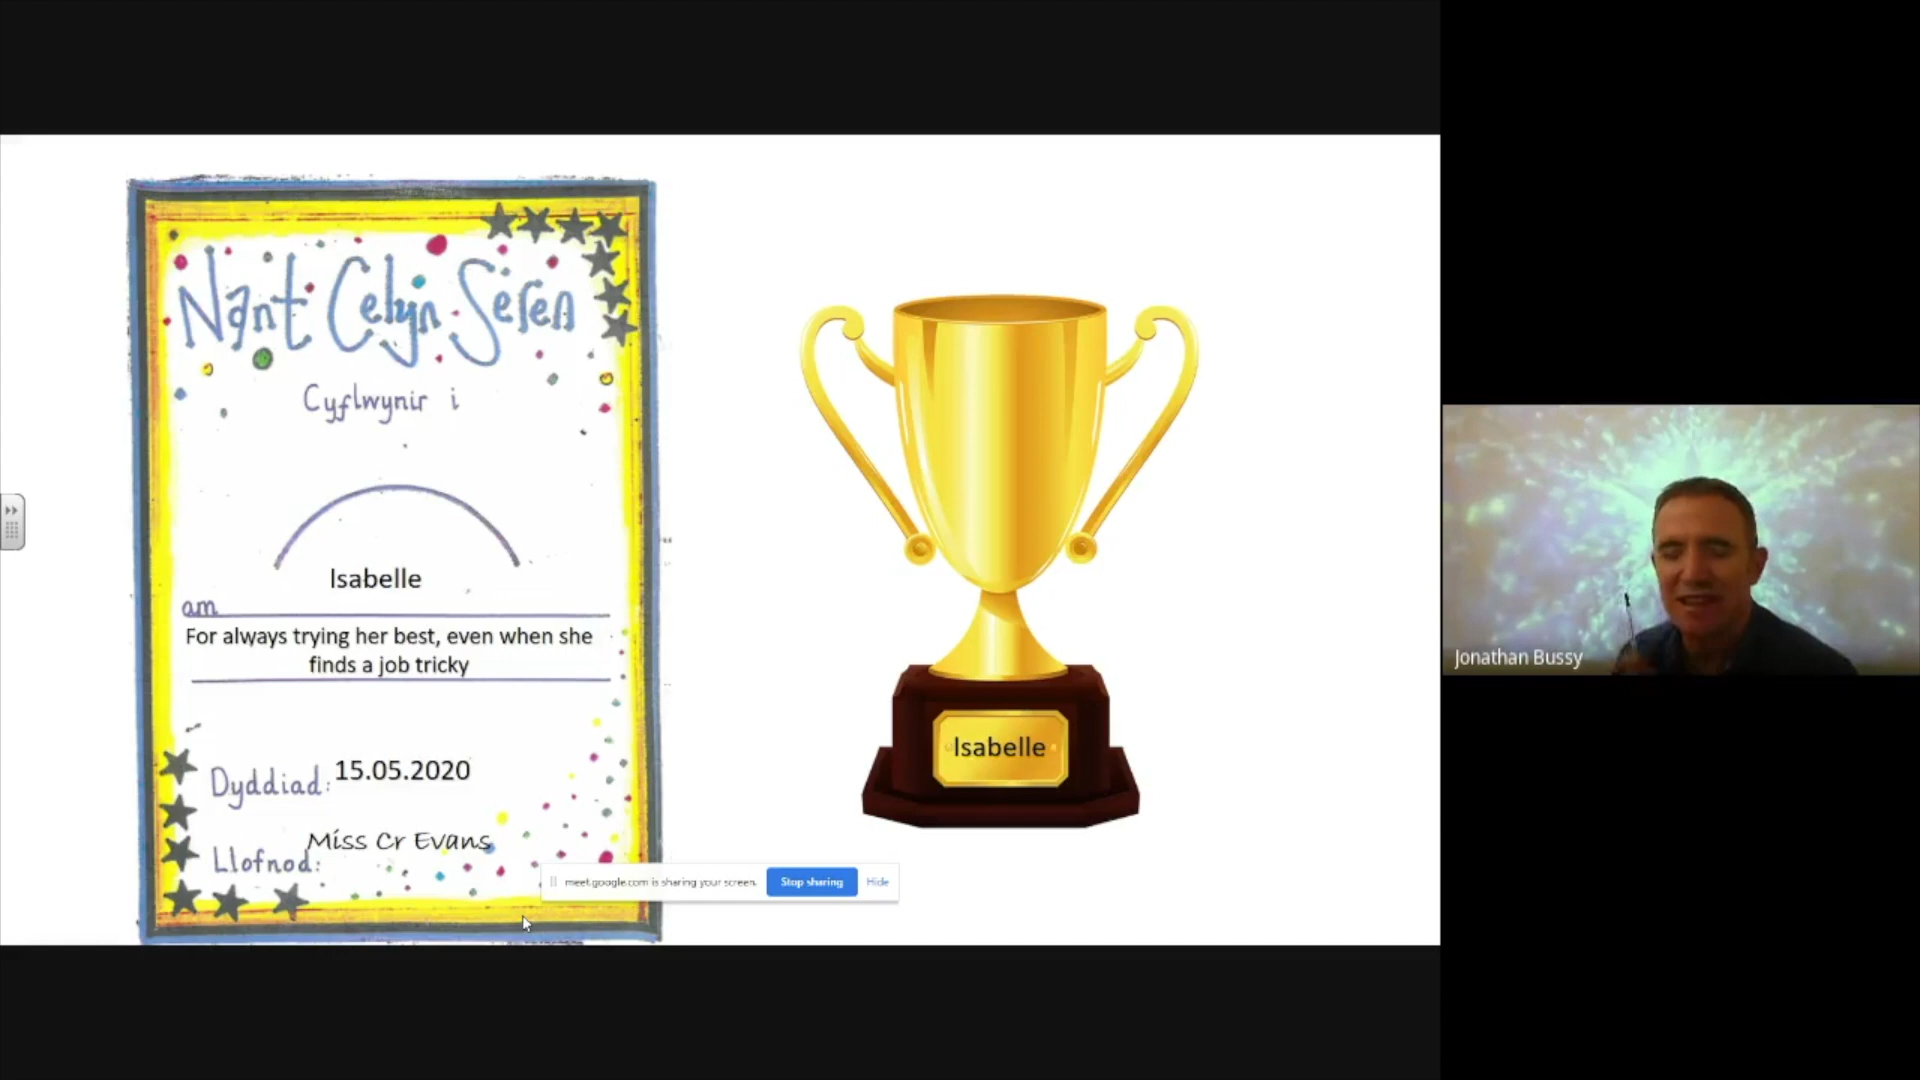 Nant Celyn Seren
Cyflwynir i
Isabelle
am
For always trying her best, even when she
finds a job tricky
Dyddiad: 15.05.2020
Llofnod: Miss Cr Evans
Isabelle
meet.google.com is sharing your screen.
Stop sharing
Hide
Jonathan Bussy